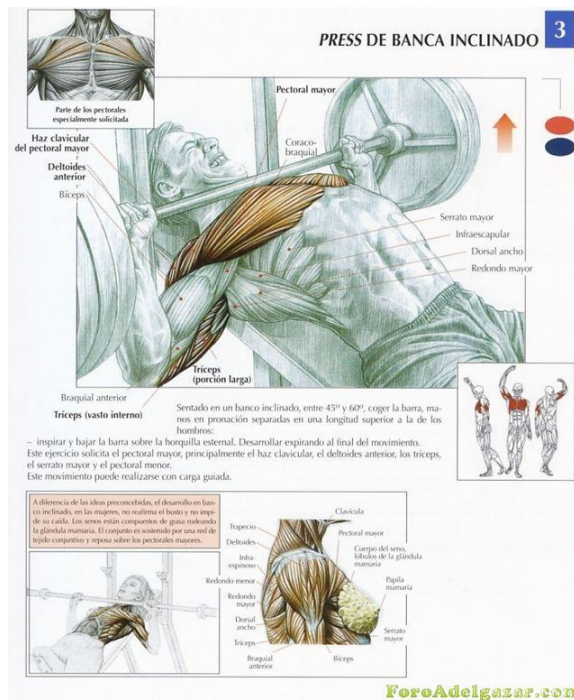 PRESS DE BANCA INCLINADO
3
Parte de los pectorales
especialmente solicitada
Pectoral mayor
Haz clavicular
del pectoral mayor
Coraco-
braquial
Deltoides
anterior
Bíceps
Serrato mayor
Infraescapular
Dorsal ancho
Redondo mayor
Tríceps
(porción larga)
Braquial anterior
Tríceps (vasto interno)
Sentado en un banco inclinado, entre 45º y 60º, coger la barra, ma-
nos en pronación separadas en una longitud superior a la de los
hombros:
– inspirar y bajar la barra sobre la horquilla esternal. Desarrollar expirando al final del movimiento.
Este ejercicio solicita el pectoral mayor, principalmente el haz clavicular, el deltoides anterior, los tríceps,
el serrato mayor y el pectoral menor.
Este movimiento puede realizarse con carga guiada.
A diferencia de las ideas preconcebidas, el desarrollo en ban-
co inclinado, en las mujeres, no reafirma el busto y no impi-
de su caída. Los senos están compuestos de grasa rodeando
la glándula mamaria. El conjunto es sostenido por una red de
tejido conjuntivo y reposa sobre los pectorales mayores.
Clavícula
Trapecio
Pectoral mayor
Deltoides
Cuerpo del seno,
lóbulos de la glándula
mamaria
Infra-
espinoso
Redondo menor
Papila
mamaria
Redondo
mayor
Dorsal
ancho
Serrato
mayor
Tríceps
Braquial
anterior
Bíceps
ForoAdelgazar.com